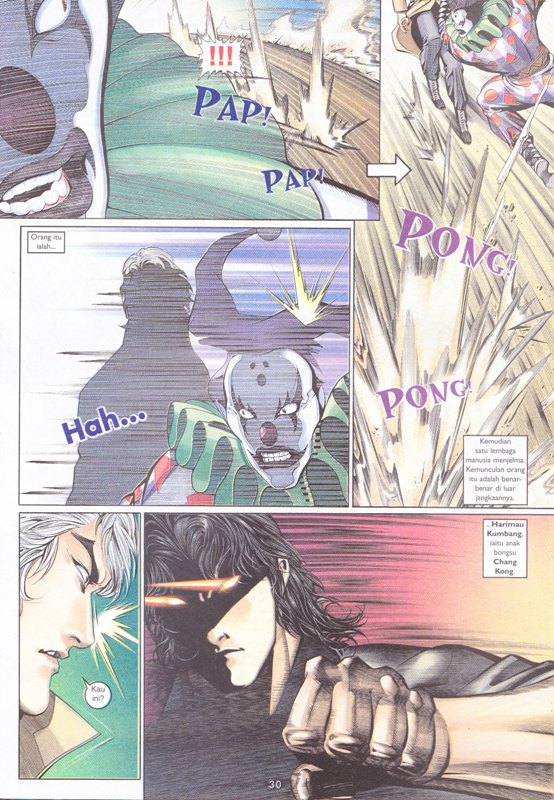 !!!
PAP!
PAP!
PONG!
PONG!
Kemudian
satu lembaga
manusia menjelma.
Kemunculan orang
itu adalah benar-
benar di luar
jangkaannya.
Orang itu
ialah...
Hah...
Kau
ini?
...Harimau
Kumbang,
iaitu anak
bongsu
Chang
Kong.
30